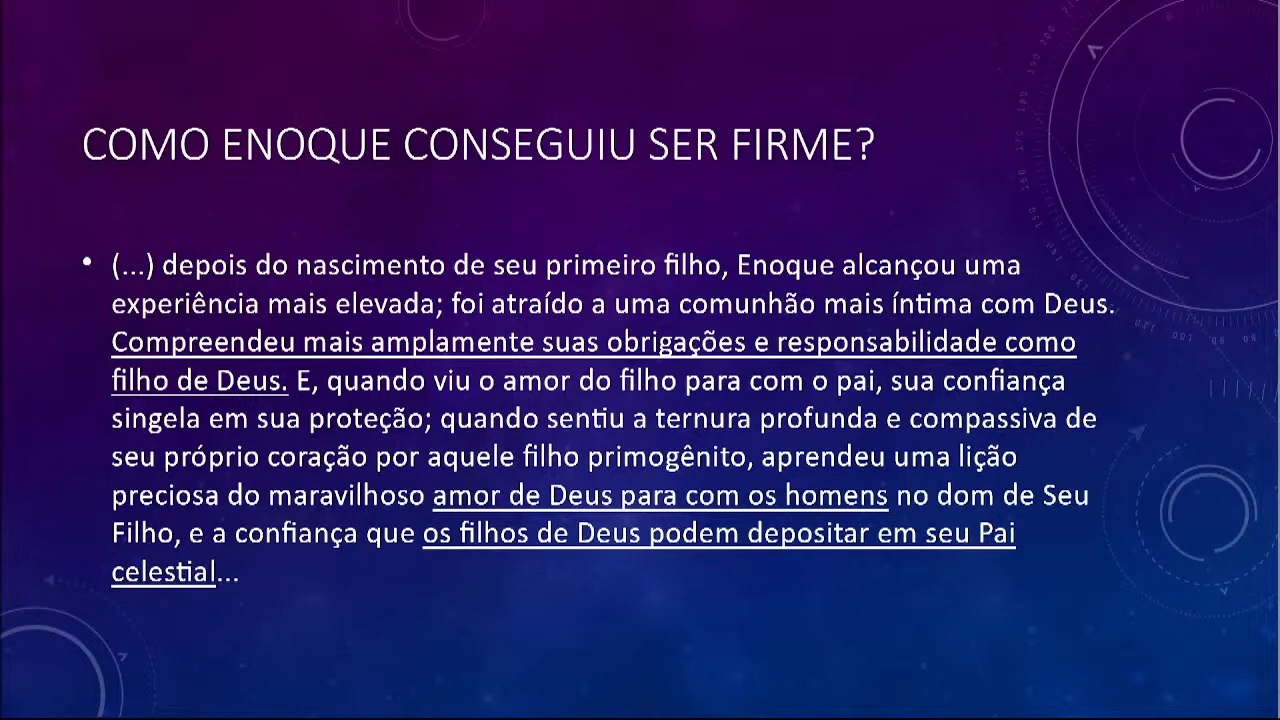 COMO ENOQUE CONSEGUIU SER FIRME?
• (...) depois do nascimento de seu primeiro filho, Enoque alcançou uma
experiência mais elevada; foi atraído a uma comunhão mais íntima com Deus.
Compreendeu mais amplamente suas obrigações e responsabilidade como
filho de Deus. E, quando viu o amor do filho para com o pai, sua confiança
singela em sua proteção; quando sentiu a ternura profunda e compassiva de
seu próprio coração por aquele filho primogênito, aprendeu uma lição
preciosa do maravilhoso amor de Deus para com os homens no dom de Seu
Filho, e a confiança que os filhos de Deus podem depositar em seu Pai
celestial...